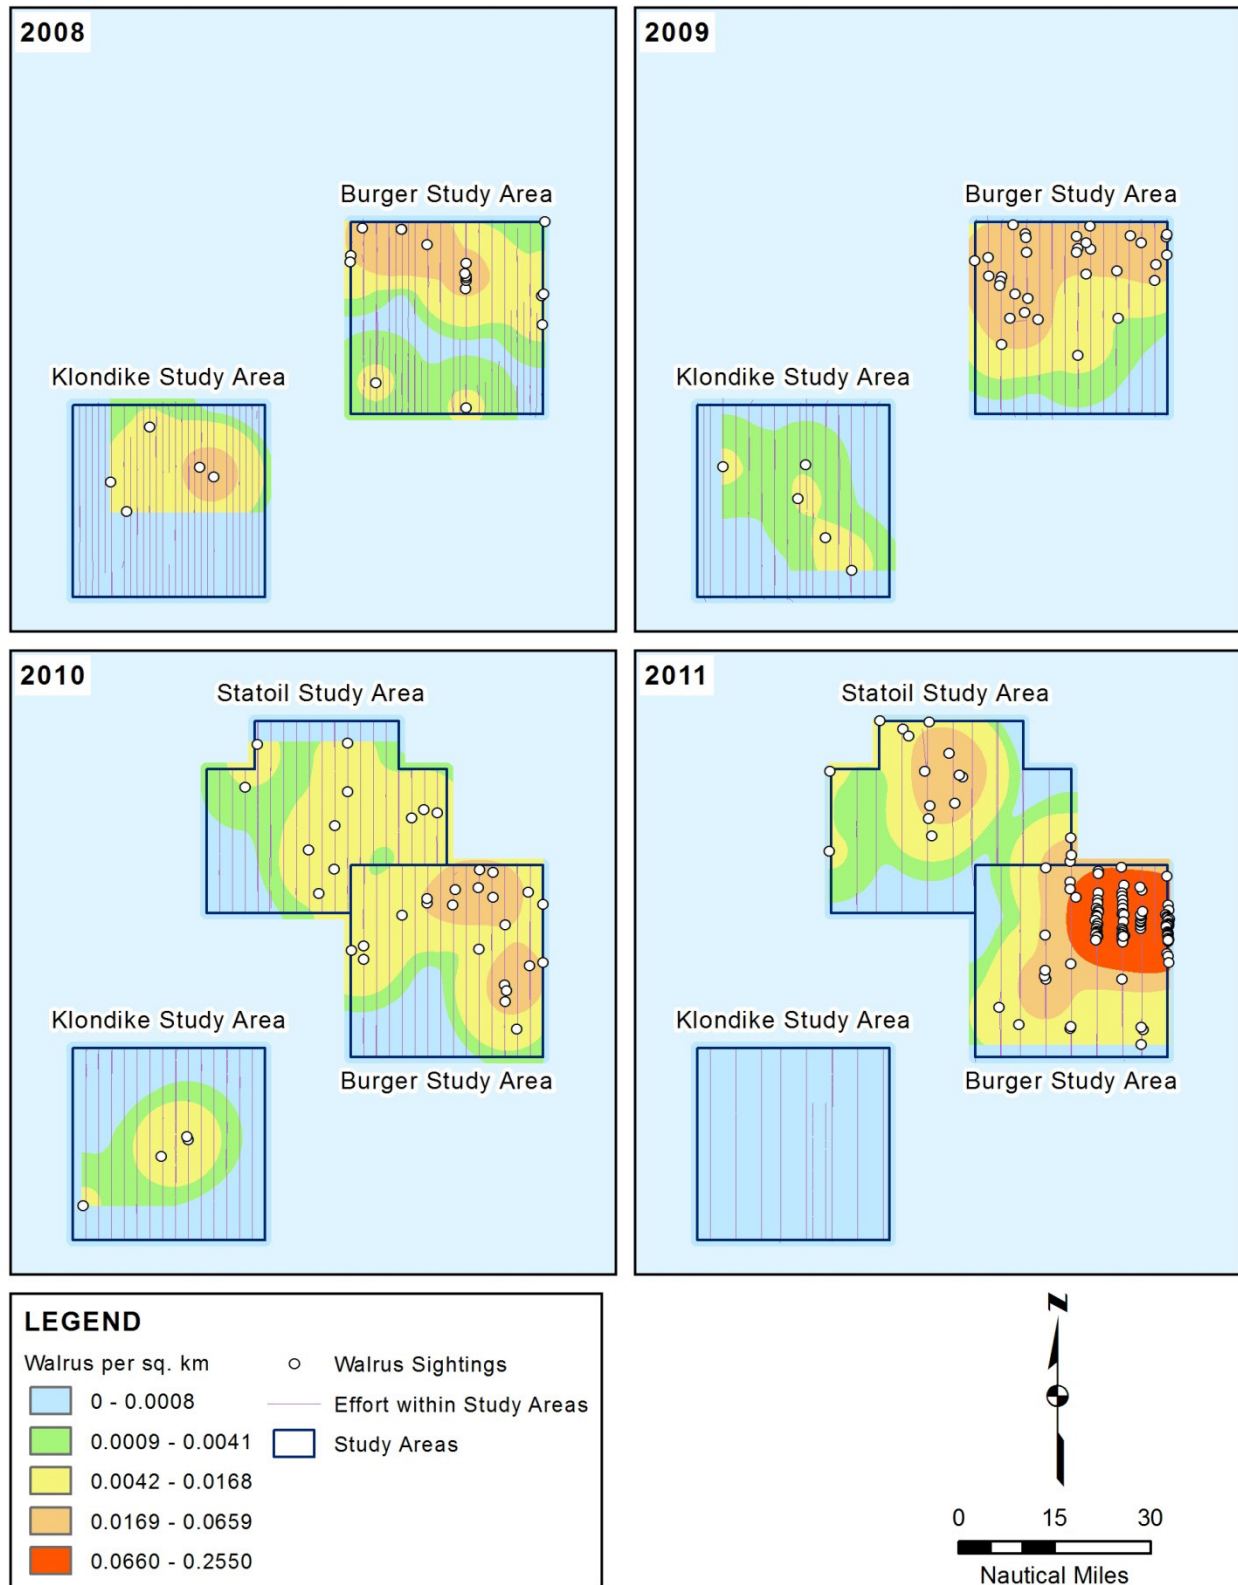 2008
Burger Study Area
Klondike Study Area
2009
Burger Study Area
Klondike Study Area
2010
Statoil Study Area
Klondike Study Area
Burger Study Area
2011
Statoil Study Area
Klondike Study Area
Burger Study Area
LEGEND
Walrus per sq. km
0 - 0.0008
0.0009 - 0.0041
0.0042 - 0.0168
0.0169 - 0.0659
0.0660 - 0.2550
Walrus Sightings
Effort within Study Areas
Study Areas
N
0 15 30
Nautical Miles